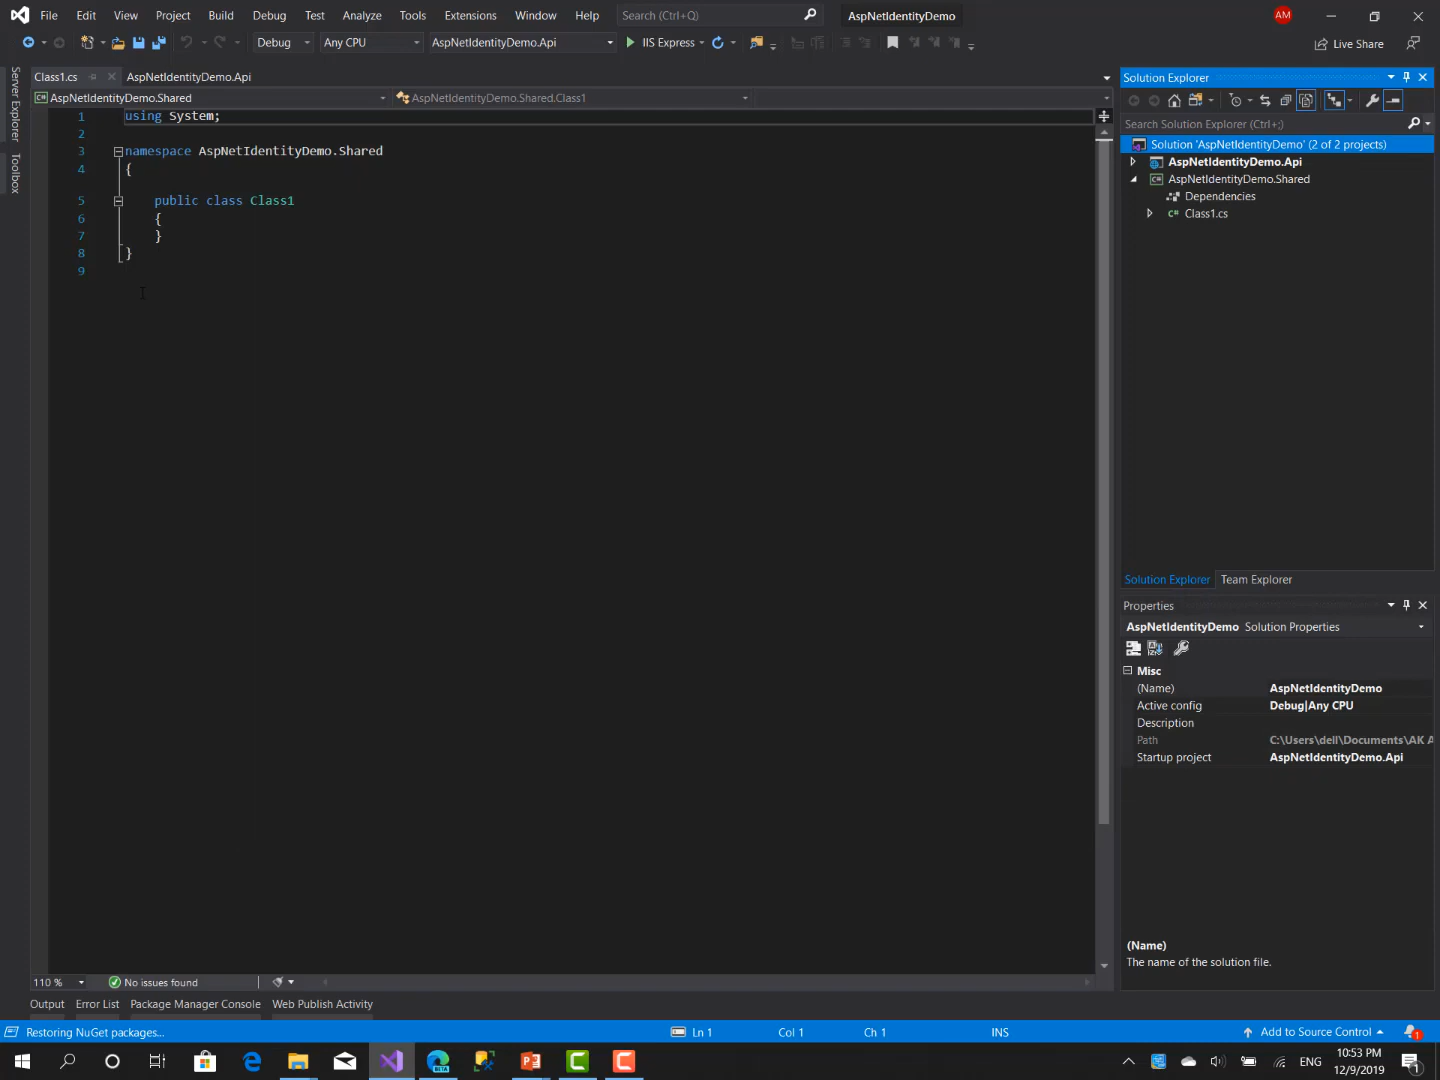 File Edit View Project Build Debug Test Analyze Tools Extensions Window Help Search (Ctrl+Q) AspNetIdentityDemo AM
Debug Any CPU AspNetIdentityDemo.Api IIS Express Live Share
Server Explorer
Toolbox
Class1.cs AspNetIdentityDemo.Api
AspNetIdentityDemo.Shared AspNetIdentityDemo.Shared.Class1
1 using System;
2
3 namespace AspNetIdentityDemo.Shared
4 {
5 public class Class1
6 {
7 }
8 }
9
110 % No issues found
Output Error List Package Manager Console Web Publish Activity
Solution Explorer
Search Solution Explorer (Ctrl+;)
Solution 'AspNetIdentityDemo' (2 of 2 projects)
AspNetIdentityDemo.Api
AspNetIdentityDemo.Shared
Dependencies
C# Class1.cs
Solution Explorer Team Explorer
Properties
AspNetIdentityDemo Solution Properties
Misc
(Name) AspNetIdentityDemo
Active config Debug|Any CPU
Description
Path C:\Users\dell\Documents\AK A
Startup project AspNetIdentityDemo.Api
(Name)
The name of the solution file.
Restoring NuGet packages... Ln 1 Col 1 Ch 1 INS Add to Source Control 1
ENG 10:53 PM
12/9/2019 1